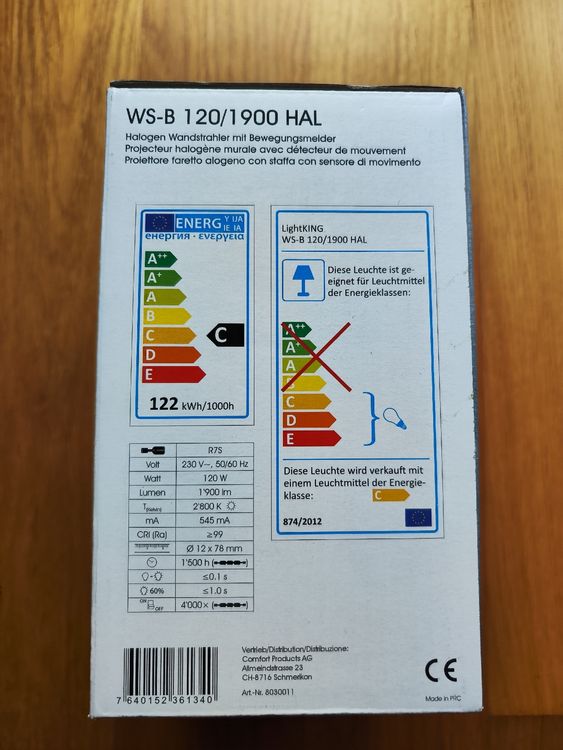 WS-B 120/1900 HAL
Halogen Wandstrahler mit Bewegungsmelder
Projecteur halogène murale avec détecteur de mouvement
Proiettore faretto alogeno con staffa con sensore di movimento
ENERG Y IJA
IE IA
енергия · ενεργεια
A++
A+
A
B
C
D
E
C
122 kWh/1000h
LightKING
WS-B 120/1900 HAL
Diese Leuchte ist ge-
eignet für Leuchtmittel
der Energieklassen:
A++
A+
A
B
C
D
E
Diese Leuchte wird verkauft mit
einem Leuchtmittel der Energie-
klasse: C
874/2012
R7S
Volt 230 V~, 50/60 Hz
Watt 120 W
Lumen 1'900 lm
T[Kelvin] 2'800 K
mA 545 mA
CRI (Ra) ≥99
Ø 12 x 78 mm
1'500 h
≤0.1 s
60% ≤1.0 s
ON OFF 4'000×
7 640152 361340
Vertrieb/Distribution/Distribuzione:
Comfort Products AG
Allmeindstrasse 23
CH-8716 Schmerikon
Art.-Nr. 8030011
CE
Made in PRC